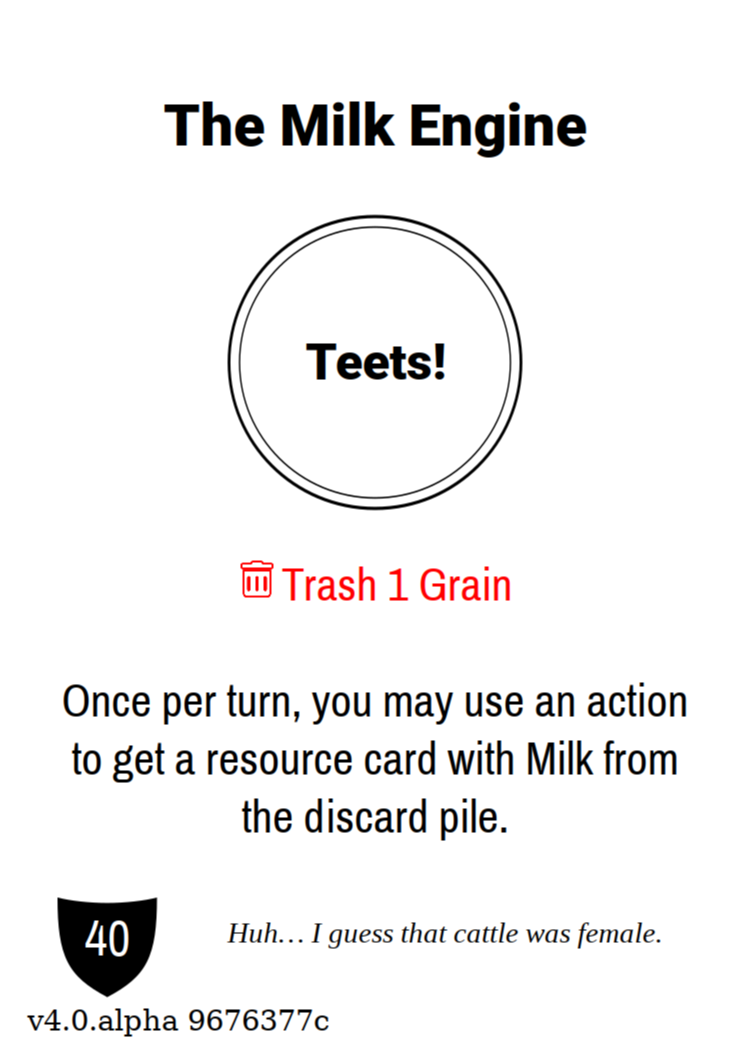 The Milk Engine
Teets!
Trash 1 Grain
Once per turn, you may use an action
to get a resource card with Milk from
the discard pile.
40
Huh… I guess that cattle was female.
v4.0.alpha 9676377c